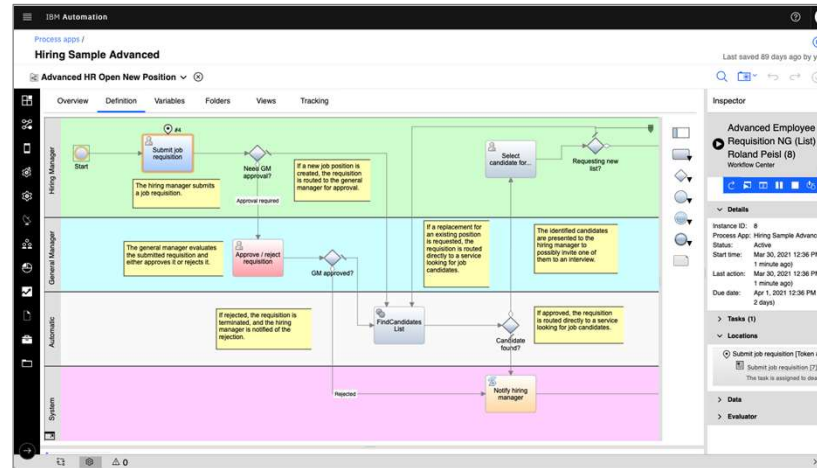 IBM Automation
Process apps /
Hiring Sample Advanced
Last saved 89 days ago by y
Advanced HR Open New Position
Overview Definition Variables Folders Views Tracking
Inspector
Hiring Manager
Start
#4
Submit job
requisition
The hiring manager submits
a job requisition.
Need GM
approval?
Approval required
If a new job position is
created, the requisition
is routed to the general
manager for approval.
Select
candidate for...
Requesting new
list?
General Manager
The general manager evaluates
the submitted requisition and
either approves it or rejects it.
Approve / reject
requisition
GM approved?
If a replacement for
an existing position
is requested, the
requisition is routed
directly to a service
looking for job
candidates.
The identified candidates
are presented to the
hiring manager to
possibly invite one of
them to an interview.
Automatic
If rejected, the requisition is
terminated, and the hiring
manager is notified of the
rejection.
FindCandidates
List
Candidate
found?
If approved, the requisition
is routed directly to a service
looking for job candidates.
System
Rejected
Notify hiring
manager
Advanced Employee
Requisition NG (List)
Roland Peisl (8)
Workflow Center
Details
Instance ID: 8
Process App: Hiring Sample Advanc
Status: Active
Start time: Mar 30, 2021 12:36 PM
1 minute ago)
Last action: Mar 30, 2021 12:36 PM
1 minute ago)
Due date: Apr 1, 2021 12:36 PM
2 days)
Tasks (1)
Locations
Submit job requisition [Token
Submit job requisition [7]
The task is assigned to
Data
Evaluator
0